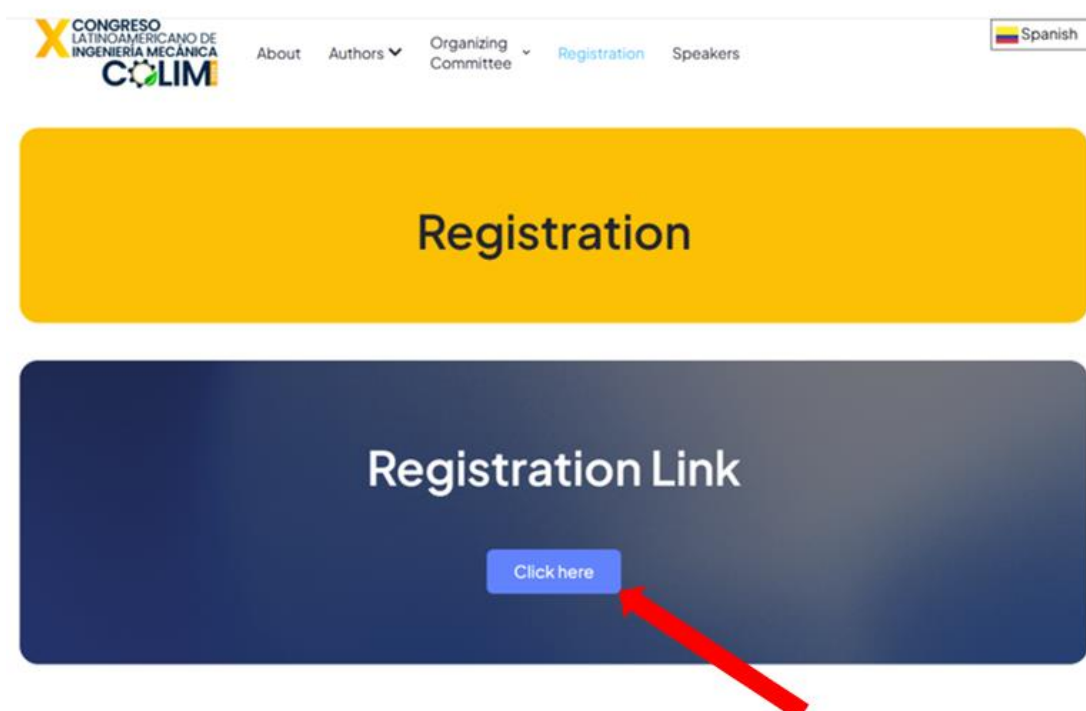 X CONGRESO
LATINOAMERICANO DE
INGENIERÍA MECÁNICA
COLIM
About
Authors
Organizing
Committee
Registration
Speakers
Spanish
Registration
Registration Link
Click here